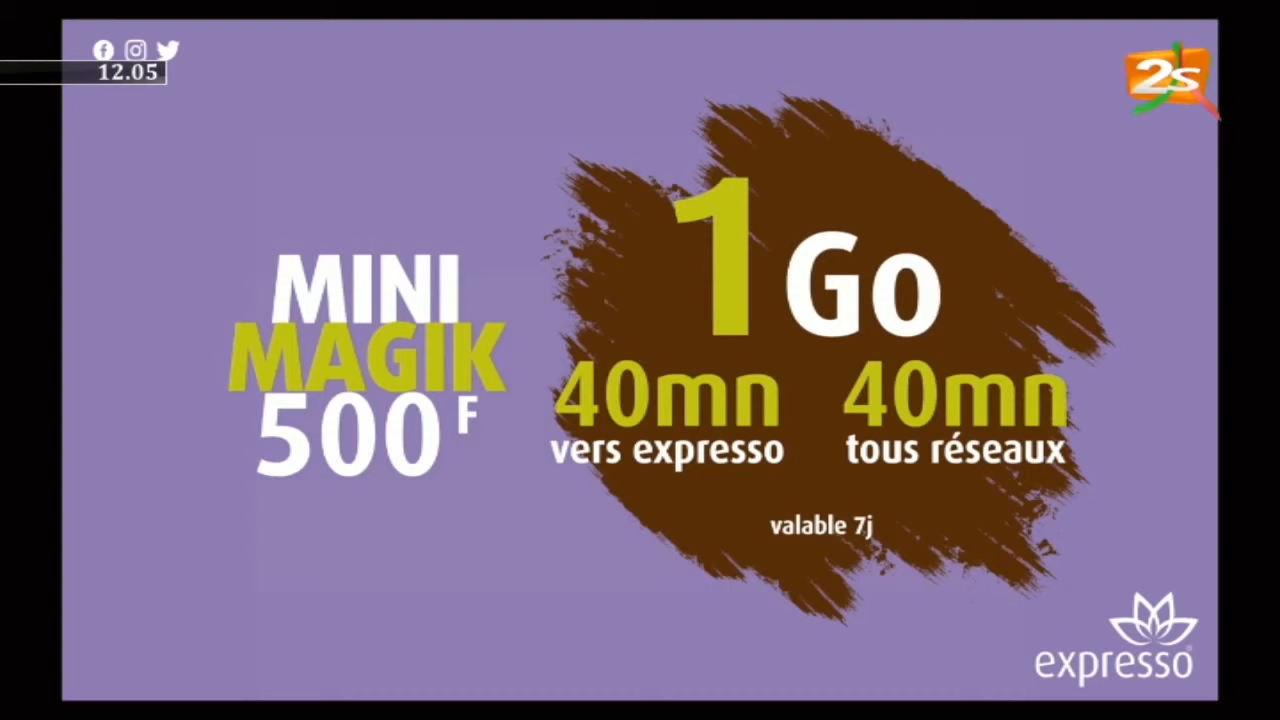 12.05
2s
MINI
MAGIK
500 F
1 Go
40mn
vers expresso
40mn
tous réseaux
valable 7j
expresso